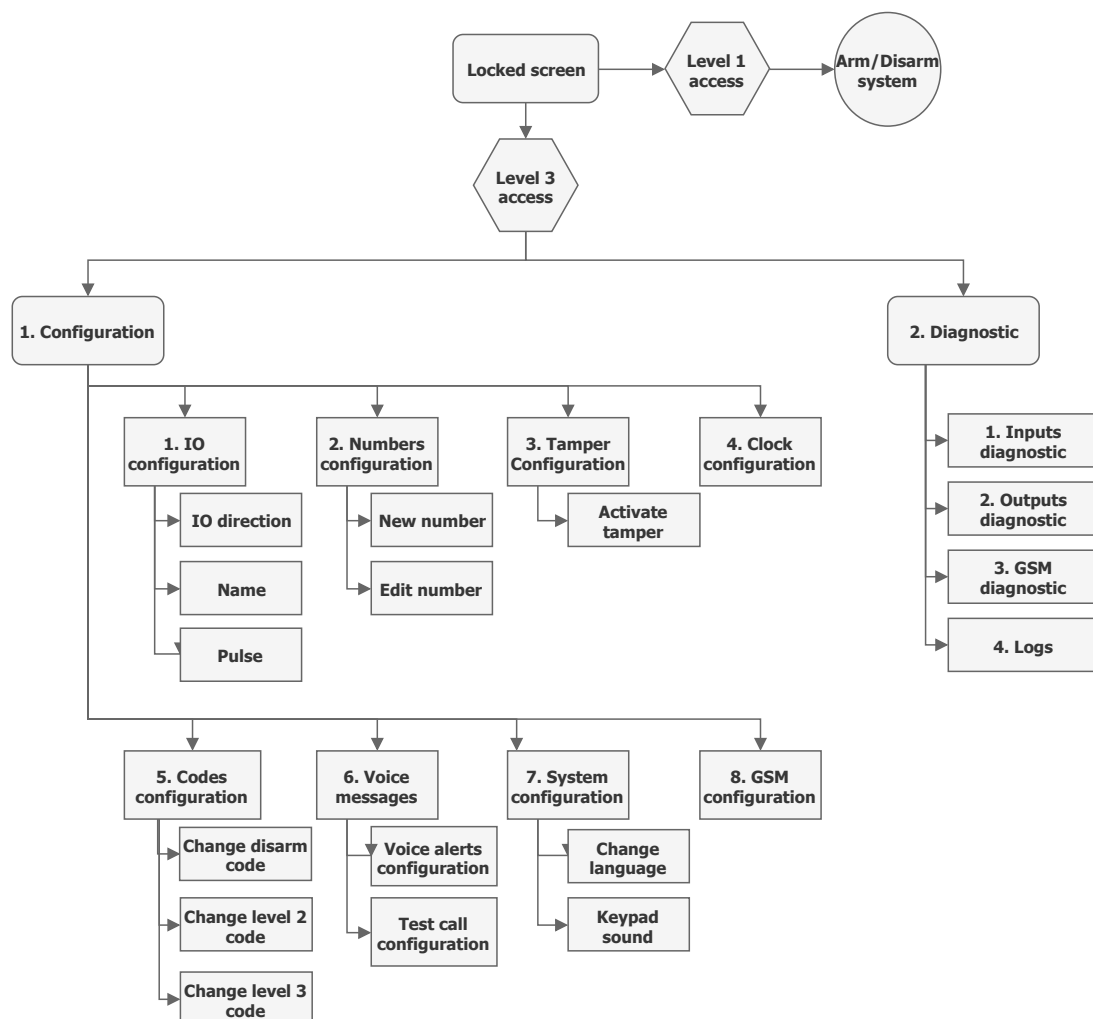 Locked screen
Level 1
access
Arm/Disarm
system
Level 3
access
1. Configuration
2. Diagnostic
1. IO
configuration
2. Numbers
configuration
3. Tamper
Configuration
4. Clock
configuration
IO direction
Name
Pulse
New number
Edit number
Activate
tamper
1. Inputs
diagnostic
2. Outputs
diagnostic
3. GSM
diagnostic
4. Logs
5. Codes
configuration
6. Voice
messages
7. System
configuration
8. GSM
configuration
Change disarm
code
Change level 2
code
Change level 3
code
Voice alerts
configuration
Test call
configuration
Change
language
Keypad
sound